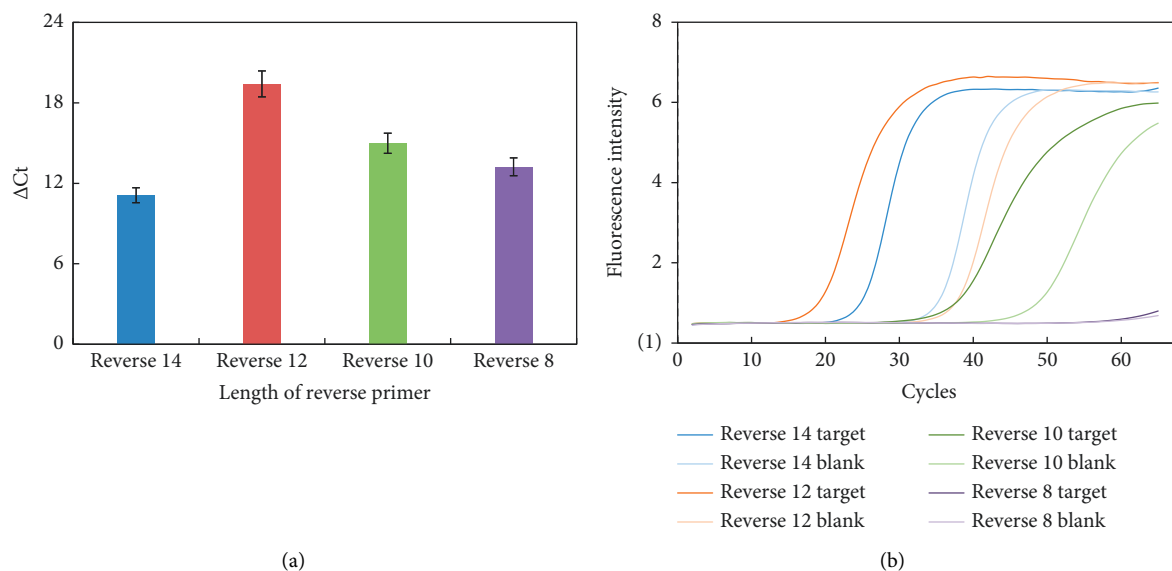 24
18
12
6
0
ΔCt
Reverse 14 Reverse 12 Reverse 10 Reverse 8
Length of reverse primer
(a)
8
6
4
2
(1)
Fluorescence intensity
0 10 20 30 40 50 60
Cycles
Reverse 14 target
Reverse 14 blank
Reverse 12 target
Reverse 12 blank
Reverse 10 target
Reverse 10 blank
Reverse 8 target
Reverse 8 blank
(b)